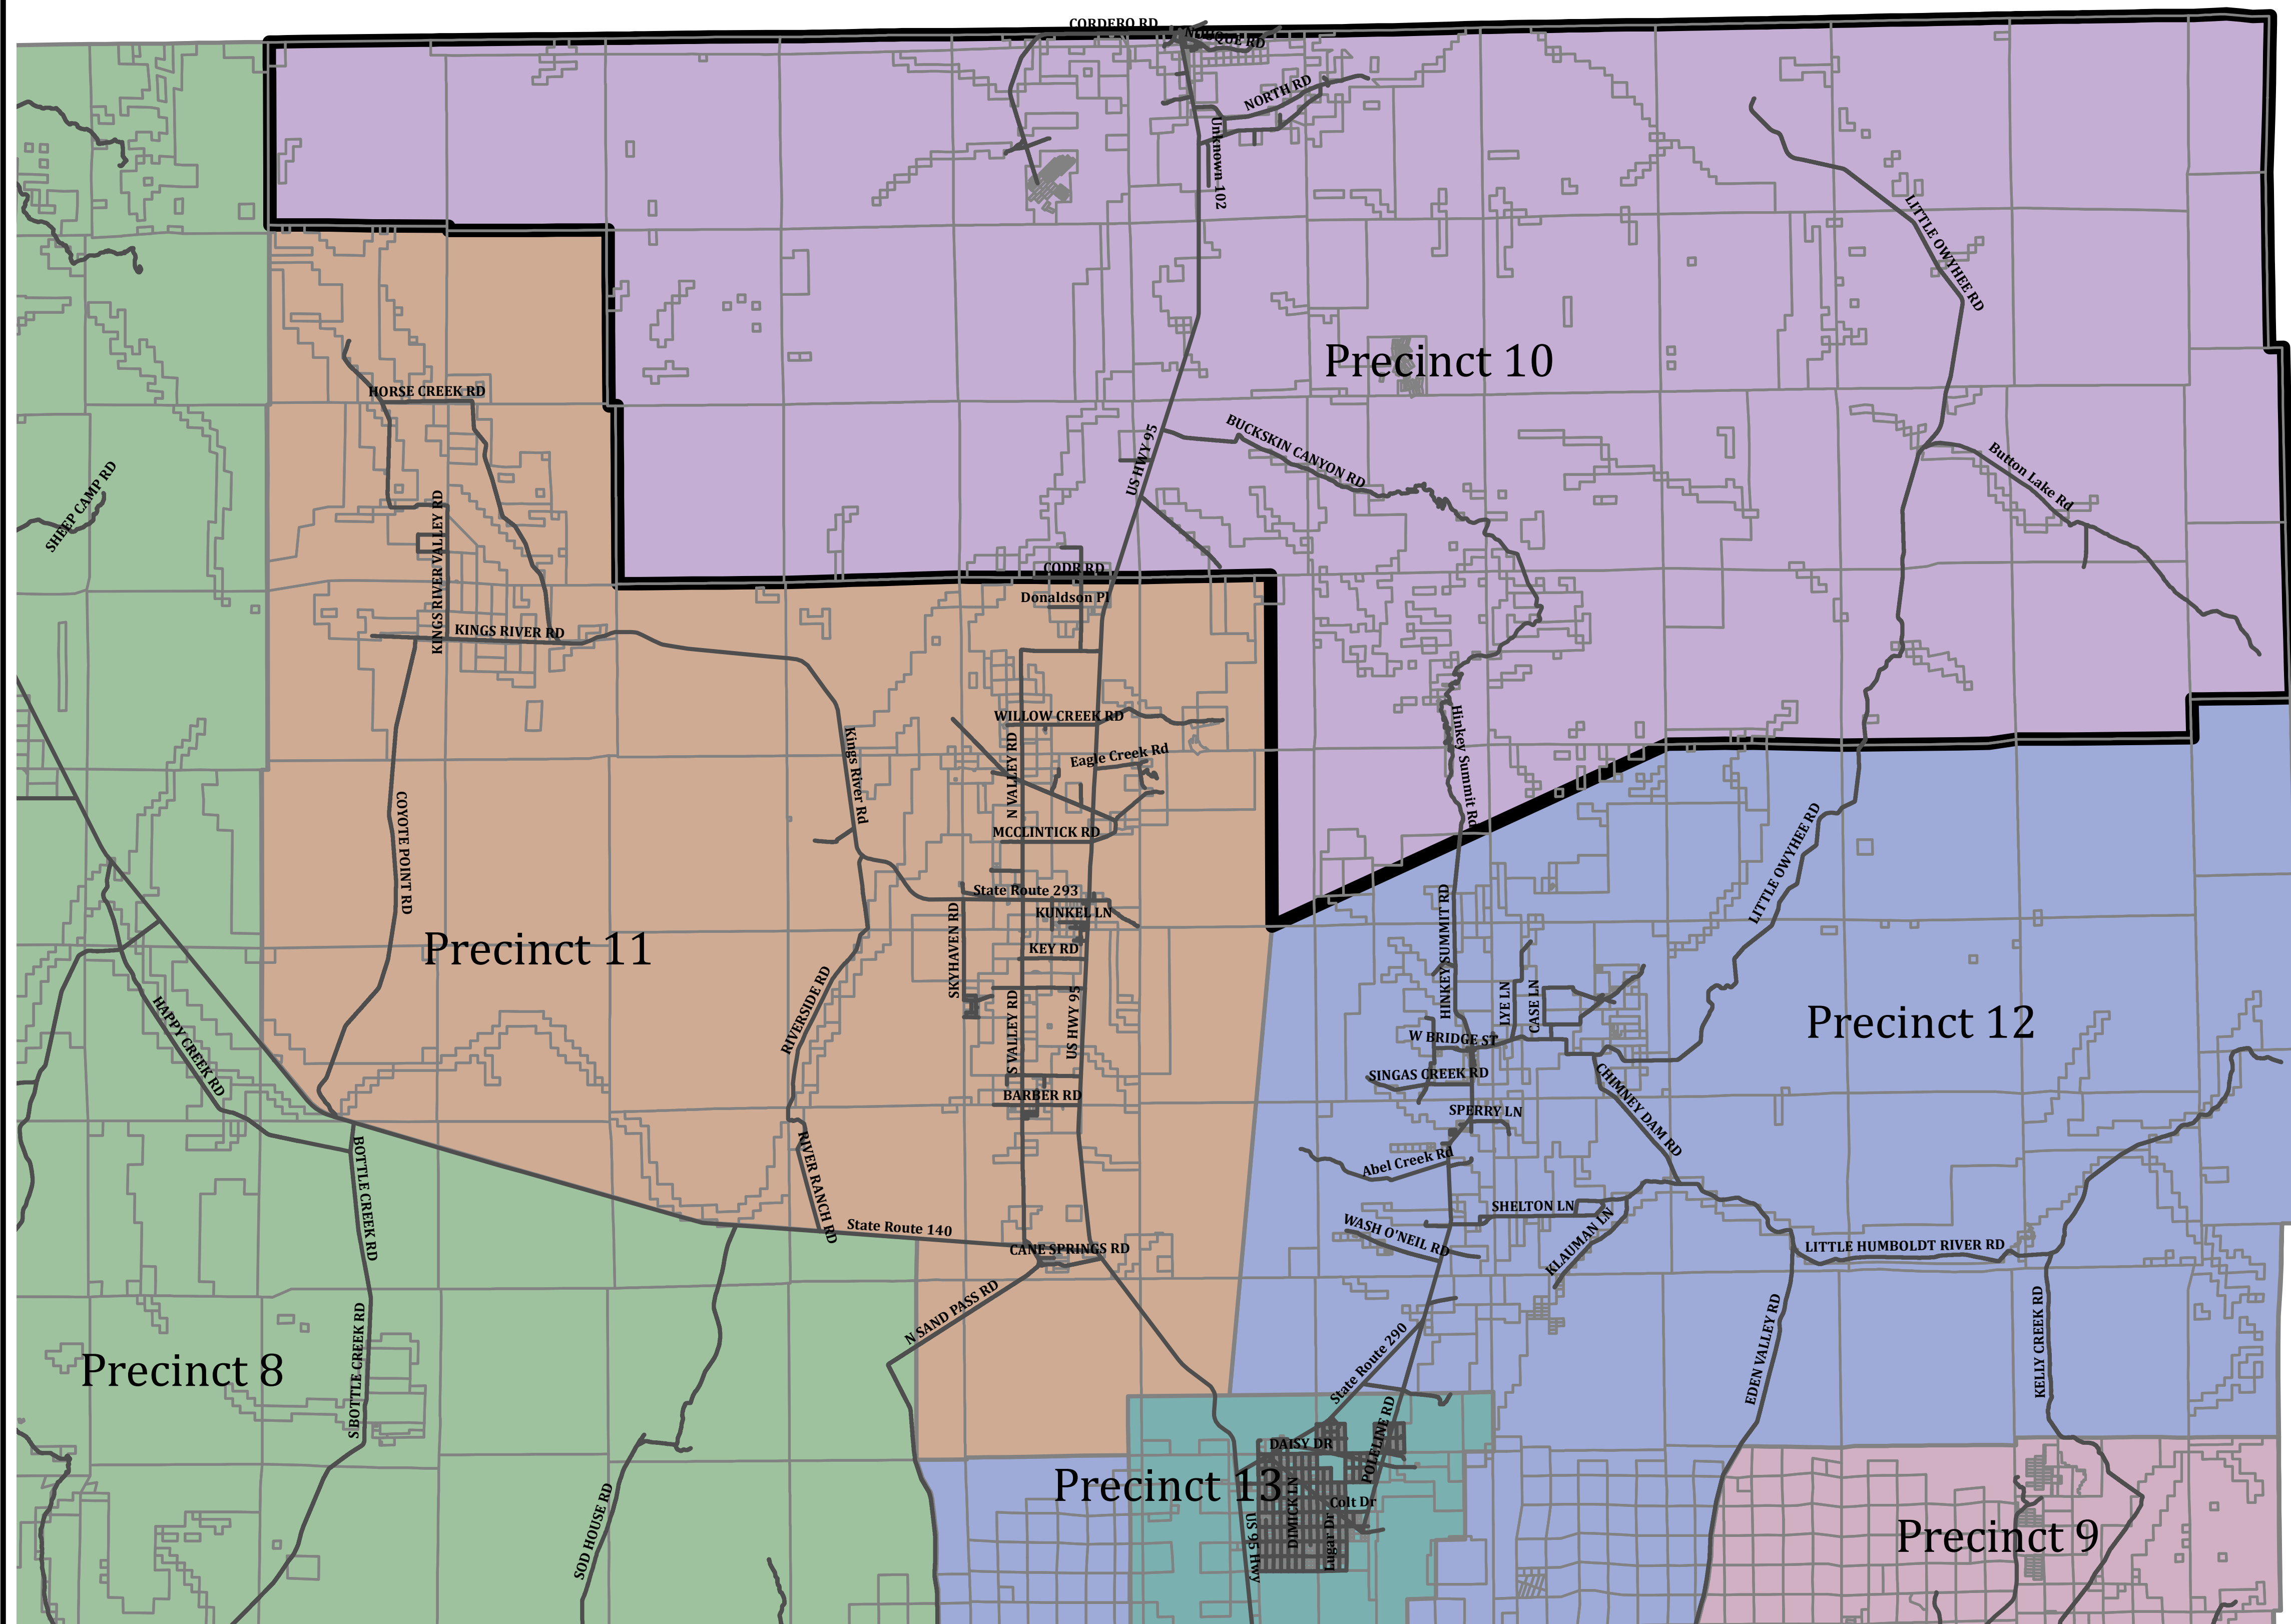 CORDERO RD
NORTH RD
Unknown 102
LITTLE OWYHEE RD
Precinct 10
HORSE CREEK RD
BUCKSKIN CANYON RD
US HWY 95
Button Lake Rd
SHEEP CAMP RD
KINGS RIVER VALLEY RD
CODR RD
Donaldson Pl
KINGS RIVER RD
WILLOW CREEK RD
Kings River Rd
N VALLEY RD
Eagle Creek Rd
Hinkey Summit Rd
COYOTE POINT RD
MCCLINTICK RD
LITTLE OWYHEE RD
State Route 293
KUNKEL LN
Precinct 11
SKYHAVEN RD
KEY RD
HINKEY SUMMIT RD
LYE LN
CASE LN
Precinct 12
RIVERSIDE RD
S VALLEY RD
US HWY 95
HAPPY CREEK RD
W BRIDGE ST
SINGAS CREEK RD
CHIMNEY DAM RD
BARBER RD
SPERRY LN
BOTTLE CREEK RD
RIVER RANCH RD
Abel Creek Rd
SHELTON LN
State Route 140
WASH O'NEIL RD
KLAUMAN LN
CANE SPRINGS RD
LITTLE HUMBOLDT RIVER RD
N SAND PASS RD
Precinct 8
S BOTTLE CREEK RD
State Route 290
EDEN VALLEY RD
KELLY CREEK RD
POLELINE RD
DAISY DR
Precinct 13
DIMICK LN
Colt Dr
Lugar Dr
US 95 Hwy
SOD HOUSE RD
Precinct 9